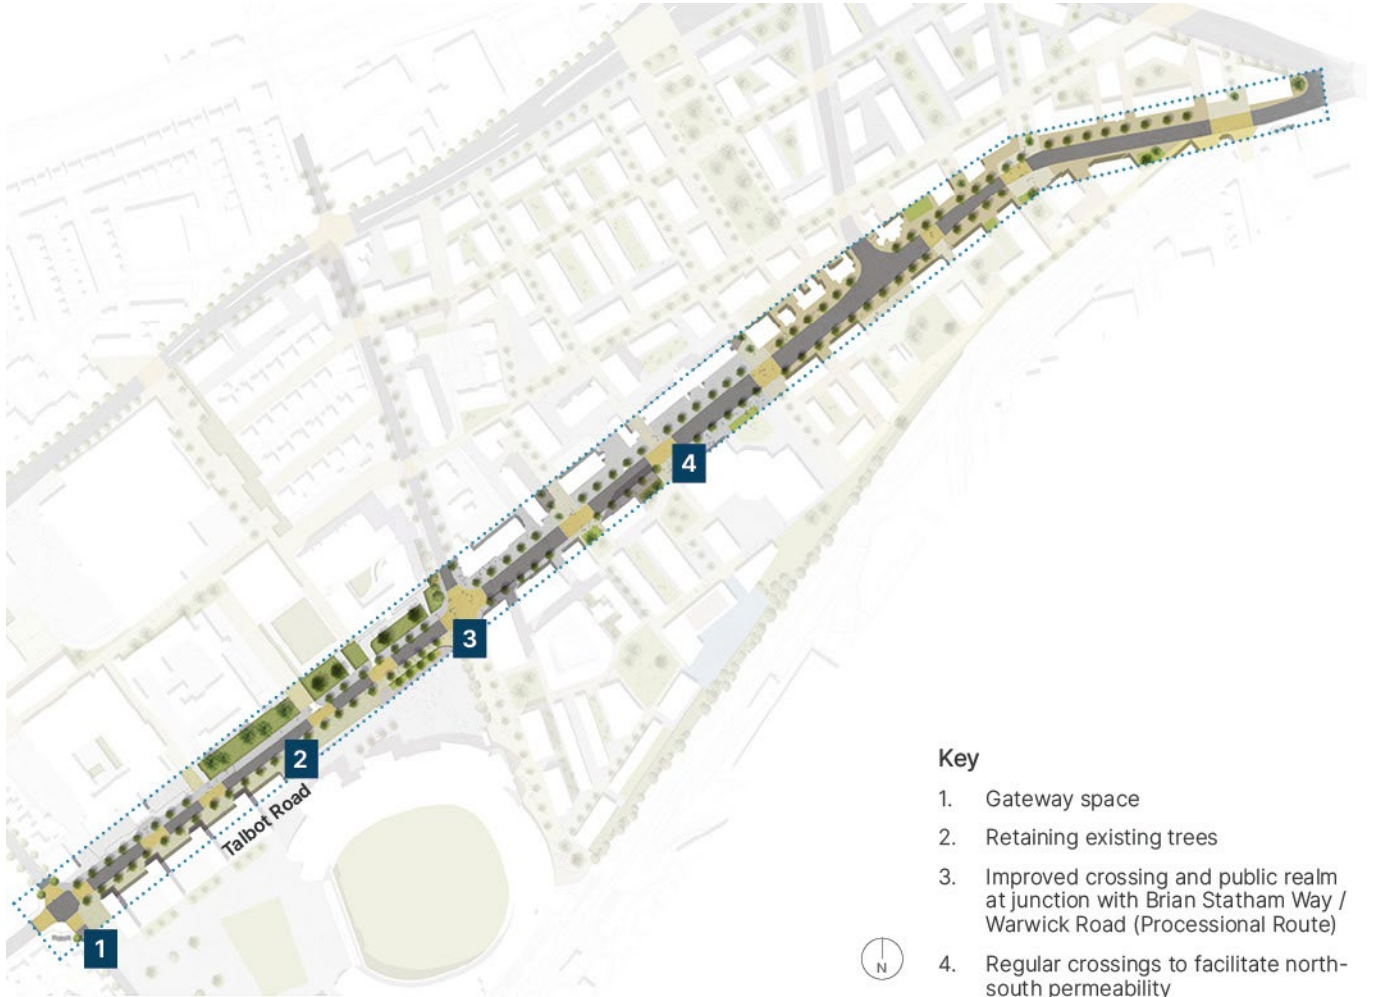 4
3
2
Talbot Road
1
Key
1. Gateway space
2. Retaining existing trees
3. Improved crossing and public realm
at junction with Brian Statham Way /
Warwick Road (Processional Route)
4. Regular crossings to facilitate north-
south permeability
N